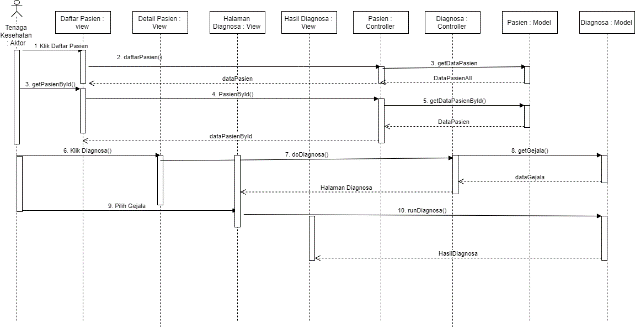 Tenaga
Kesehatan
: Aktor
Daftar Pasien :
view
Detail Pasien :
View
Halaman
Diagnosa : View
Hasil Diagnosa :
View
Pasien :
Controller
Diagnosa :
Controller
Pasien : Model
Diagnosa : Model
1 Klik Daftar Pasien
2. daftarPasien()
3. getDataPasien
dataPasien
DataPasienAll
3. getPasienById()
4. PasienById()
5. getDataPasienById()
DataPasien
dataPasienById
6. Klik Diagnosa()
7. doDiagnosa()
8. getGejala()
dataGejala
Halaman Diagnosa
9. Pilih Gejala
10. runDiagnosa()
HasilDiagnosa